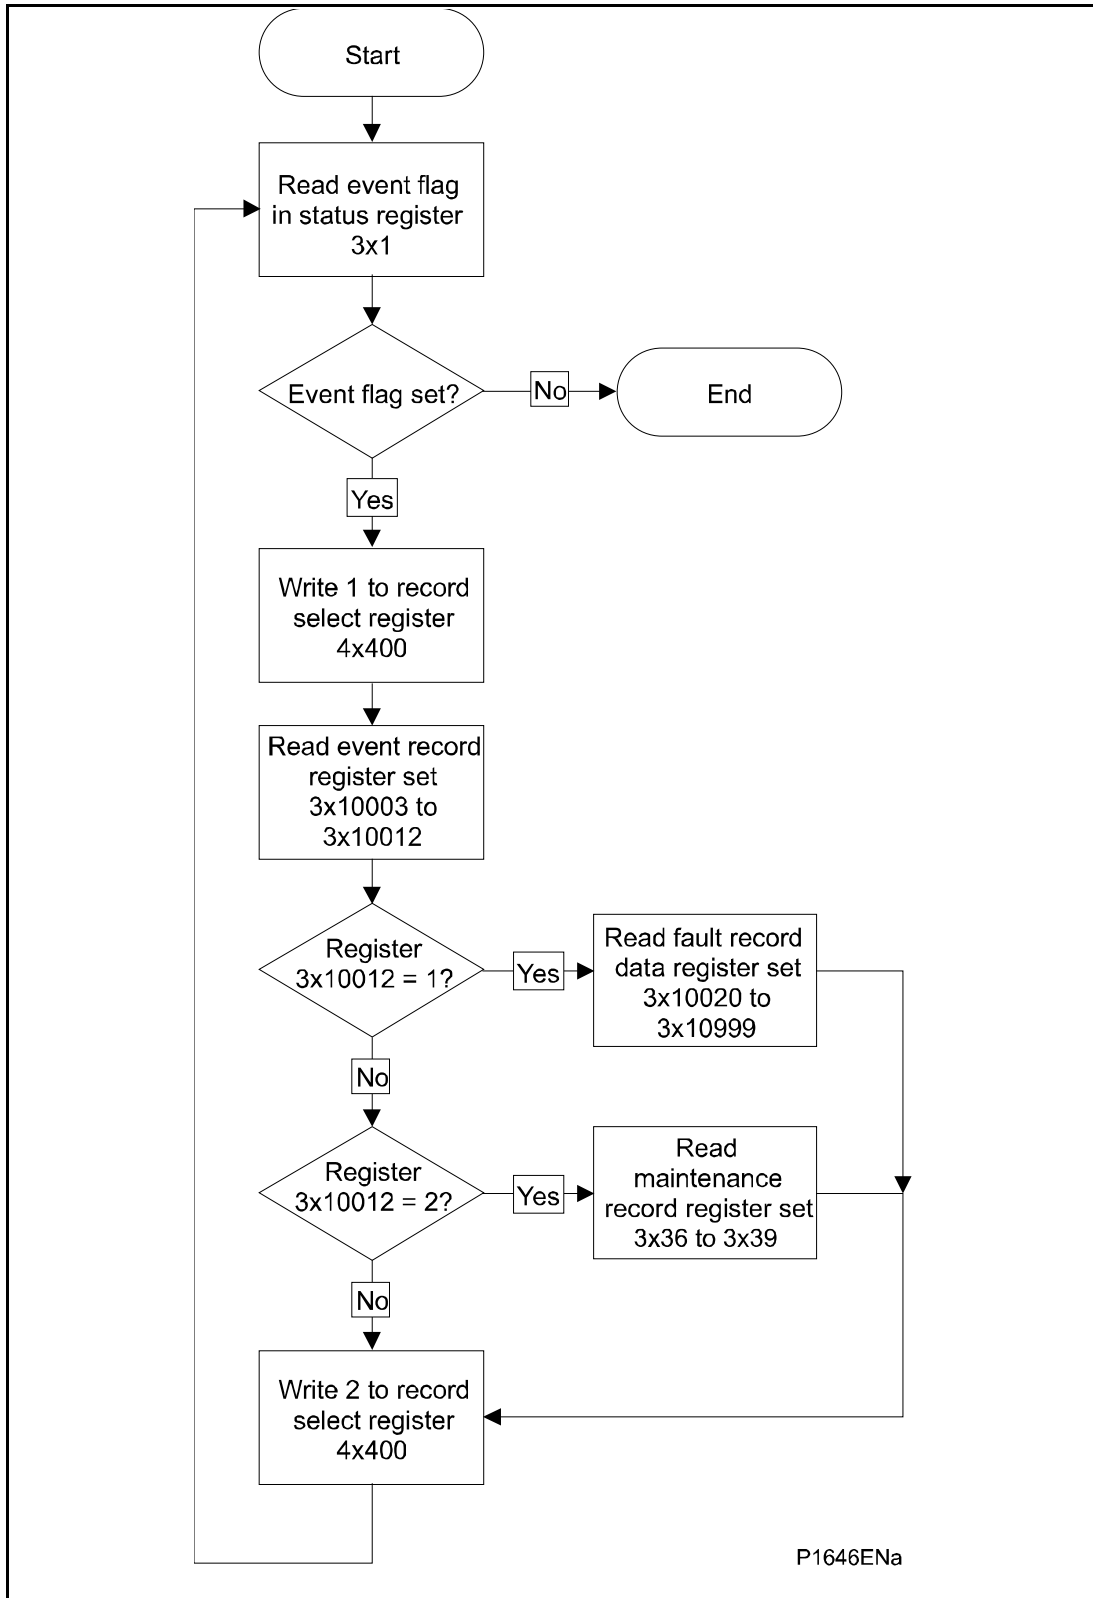 Start
Read event flag
in status register
3x1
Event flag set?
No
End
Yes
Write 1 to record
select register
4x400
Read event record
register set
3x10003 to
3x10012
Register
3x10012 = 1?
Yes
Read fault record
data register set
3x10020 to
3x10999
No
Register
3x10012 = 2?
Yes
Read
maintenance
record register set
3x36 to 3x39
No
Write 2 to record
select register
4x400
P1646ENa